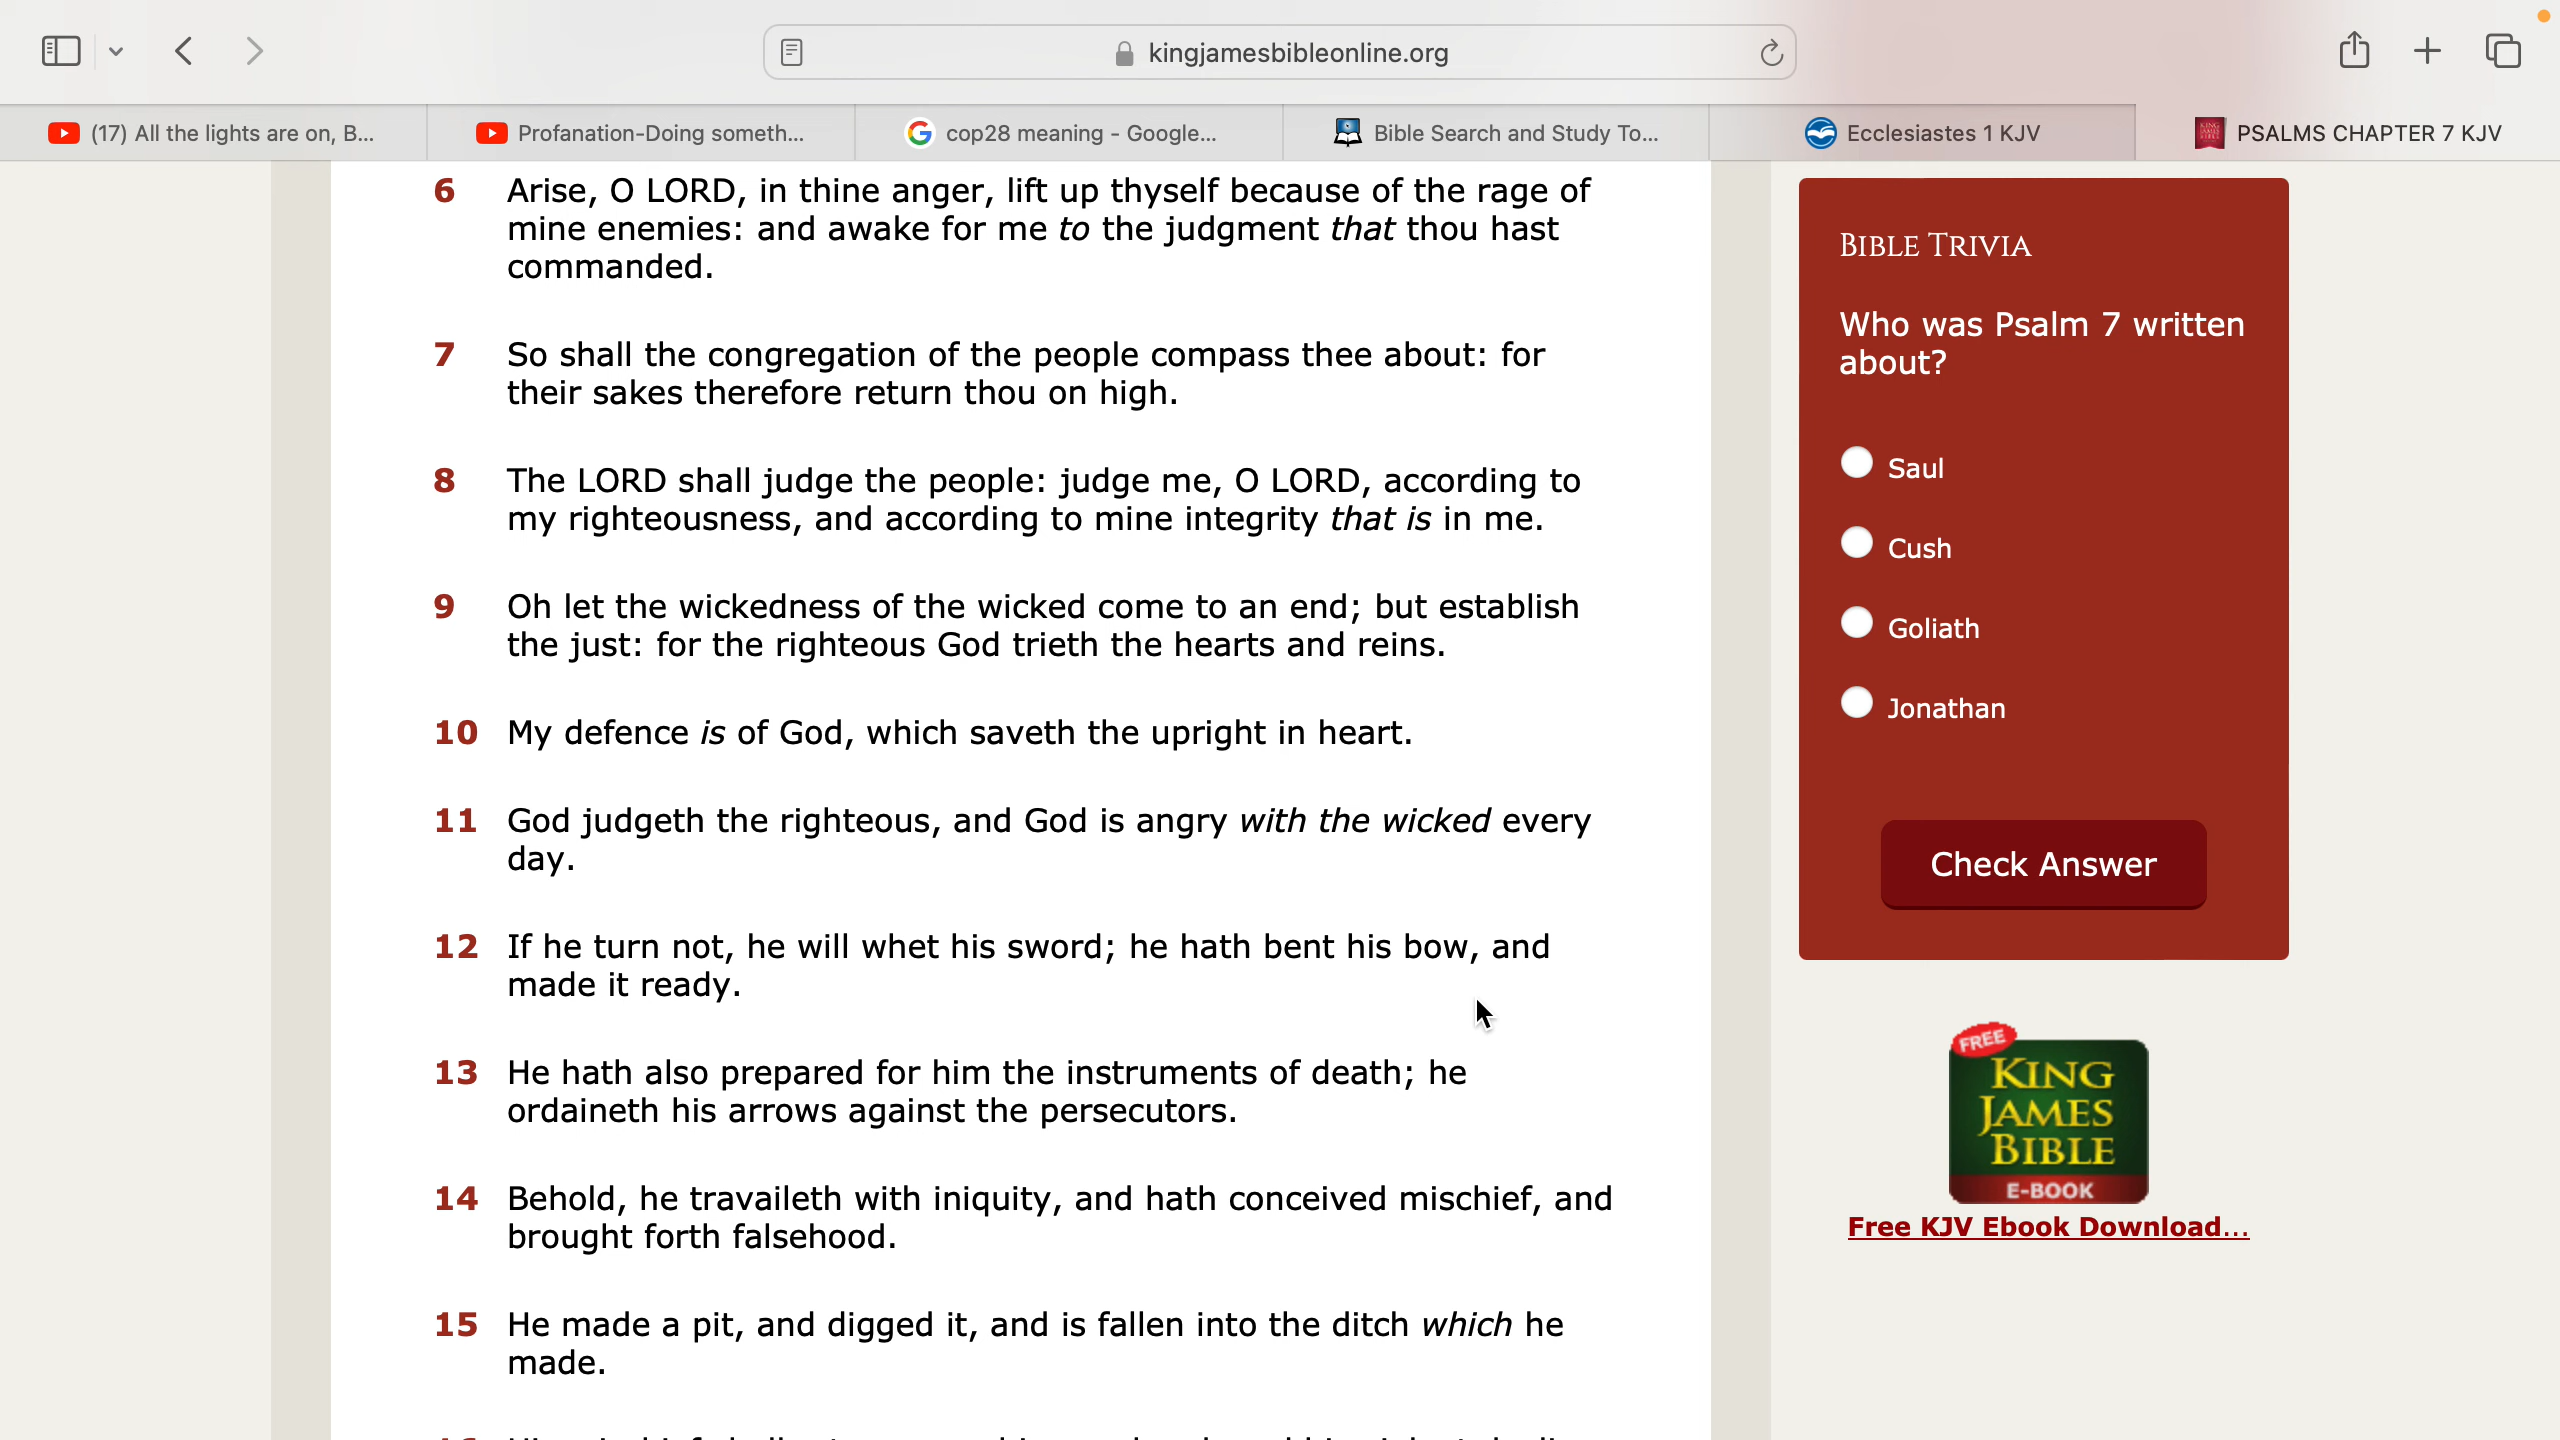 kingjamesbibleonline.org
(17) All the lights are on, B...
Profanation-Doing someth...
cop28 meaning - Google...
Bible Search and Study To...
Ecclesiastes 1 KJV
PSALMS CHAPTER 7 KJV
6 Arise, O LORD, in thine anger, lift up thyself because of the rage of
mine enemies: and awake for me to the judgment that thou hast
commanded.
7 So shall the congregation of the people compass thee about: for
their sakes therefore return thou on high.
8 The LORD shall judge the people: judge me, O LORD, according to
my righteousness, and according to mine integrity that is in me.
9 Oh let the wickedness of the wicked come to an end; but establish
the just: for the righteous God trieth the hearts and reins.
10 My defence is of God, which saveth the upright in heart.
11 God judgeth the righteous, and God is angry with the wicked every
day.
12 If he turn not, he will whet his sword; he hath bent his bow, and
made it ready.
13 He hath also prepared for him the instruments of death; he
ordaineth his arrows against the persecutors.
14 Behold, he travaileth with iniquity, and hath conceived mischief, and
brought forth falsehood.
15 He made a pit, and digged it, and is fallen into the ditch which he
made.
BIBLE TRIVIA
Who was Psalm 7 written
about?
Saul
Cush
Goliath
Jonathan
Check Answer
FREE
KING
JAMES
BIBLE
E-BOOK
Free KJV Ebook Download...